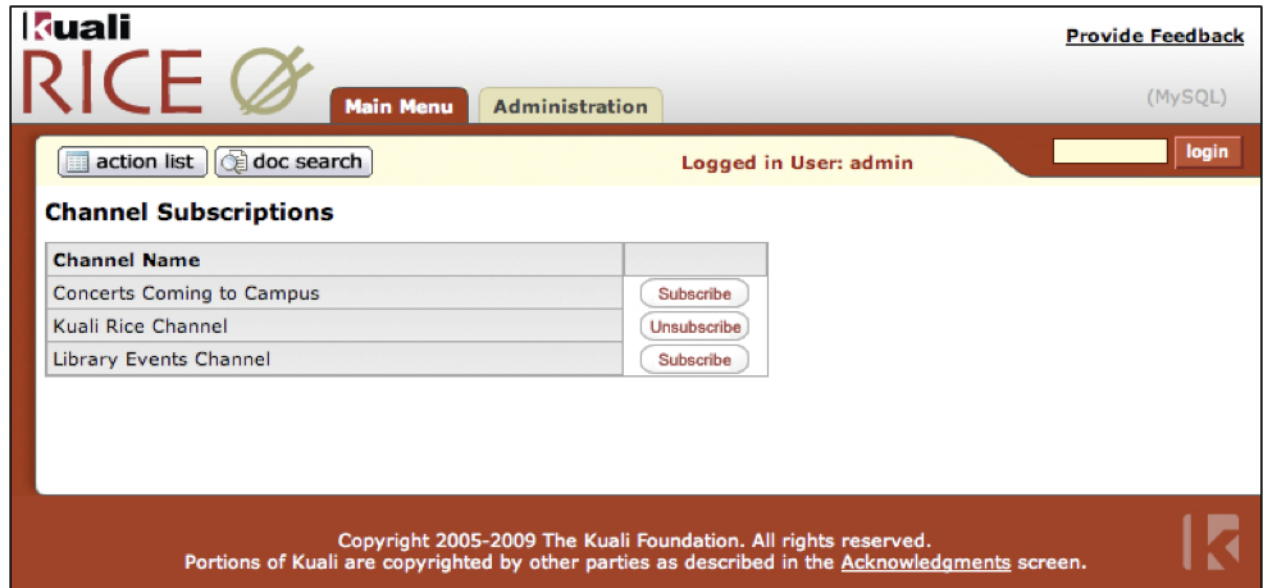 Kuali
RICE
Provide Feedback
Main Menu Administration (MySQL)
action list doc search Logged in User: admin login
Channel Subscriptions
Channel Name
Concerts Coming to Campus Subscribe
Kuali Rice Channel Unsubscribe
Library Events Channel Subscribe
Copyright 2005-2009 The Kuali Foundation. All rights reserved.
Portions of Kuali are copyrighted by other parties as described in the Acknowledgments screen.